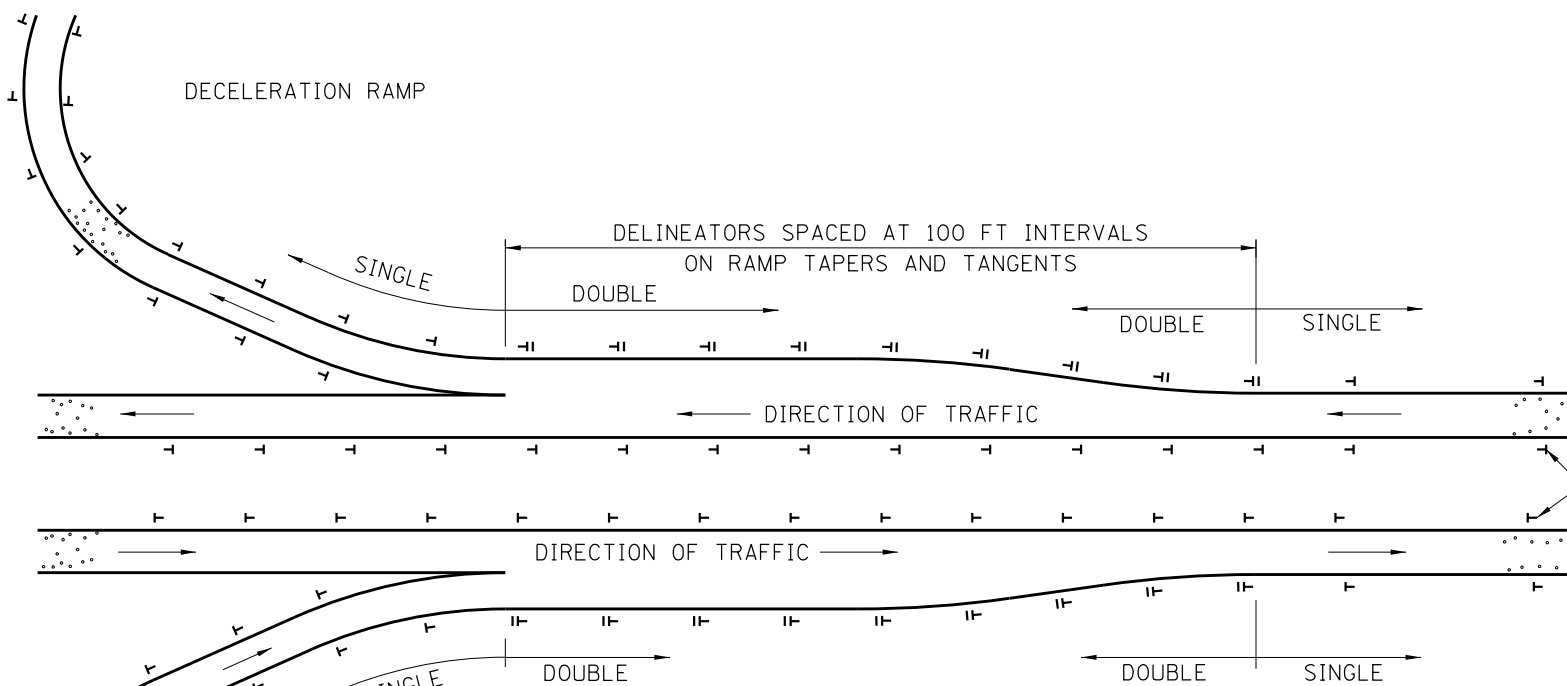 DECELERATION RAMP
DELINEATORS SPACED AT 100 FT INTERVALS
ON RAMP TAPERS AND TANGENTS
SINGLE
DOUBLE
DOUBLE
SINGLE
DIRECTION OF TRAFFIC
DIRECTION OF TRAFFIC
DOUBLE
DOUBLE
SINGLE